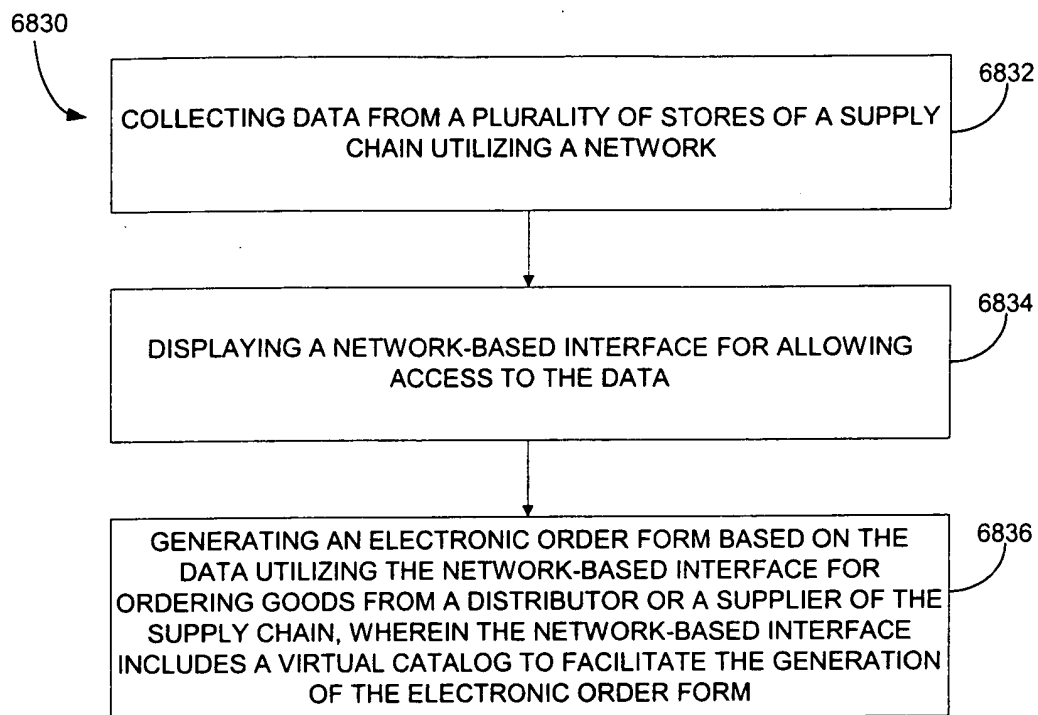 6830
6832
COLLECTING DATA FROM A PLURALITY OF STORES OF A SUPPLY
CHAIN UTILIZING A NETWORK
6834
DISPLAYING A NETWORK-BASED INTERFACE FOR ALLOWING
ACCESS TO THE DATA
6836
GENERATING AN ELECTRONIC ORDER FORM BASED ON THE
DATA UTILIZING THE NETWORK-BASED INTERFACE FOR
ORDERING GOODS FROM A DISTRIBUTOR OR A SUPPLIER OF THE
SUPPLY CHAIN, WHEREIN THE NETWORK-BASED INTERFACE
INCLUDES A VIRTUAL CATALOG TO FACILITATE THE GENERATION
OF THE ELECTRONIC ORDER FORM